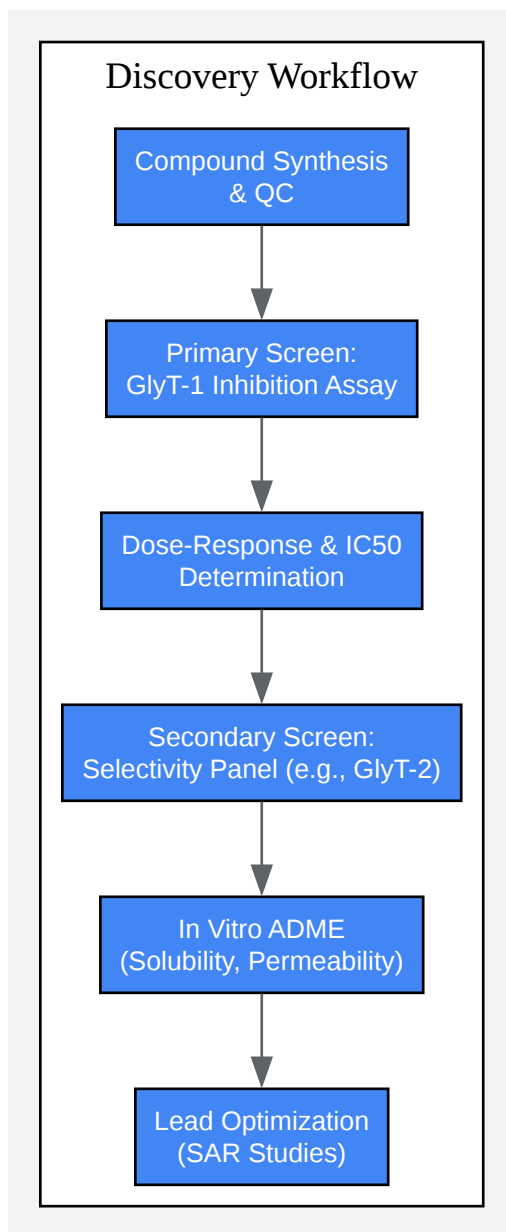 Discovery Workflow
Compound Synthesis
& QC
Primary Screen:
GlyT-1 Inhibition Assay
Dose-Response & IC50
Determination
Secondary Screen:
Selectivity Panel (e.g., GlyT-2)
In Vitro ADME
(Solubility, Permeability)
Lead Optimization
(SAR Studies)